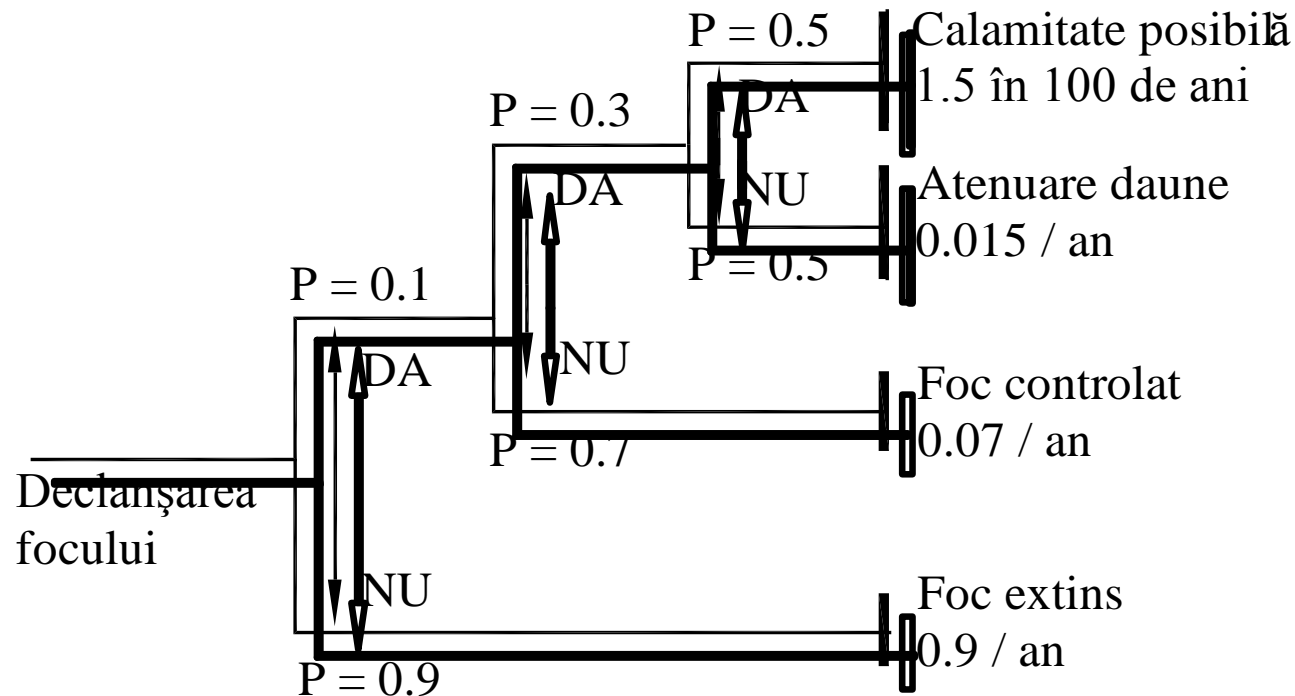 P = 0.5
Calamitate posibilă
1.5 în 100 de ani
DA
P = 0.3
NU
Atenuare daune
0.015 / an
DA
P = 0.5
P = 0.1
NU
Foc controlat
0.07 / an
DA
P = 0.7
Declanşarea
focului
NU
Foc extins
0.9 / an
P = 0.9